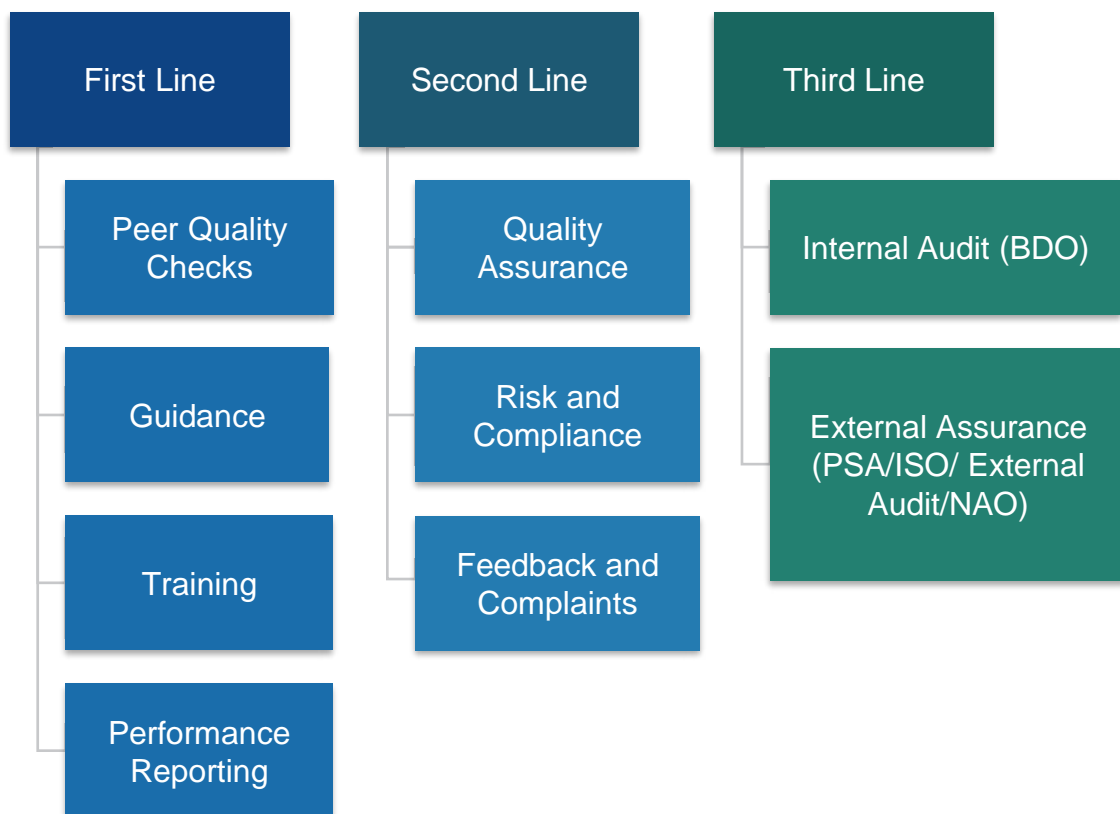 First Line
Peer Quality
Checks
Guidance
Training
Performance
Reporting
Second Line
Quality
Assurance
Risk and
Compliance
Feedback and
Complaints
Third Line
Internal Audit (BDO)
External Assurance
(PSA/ISO/ External
Audit/NAO)